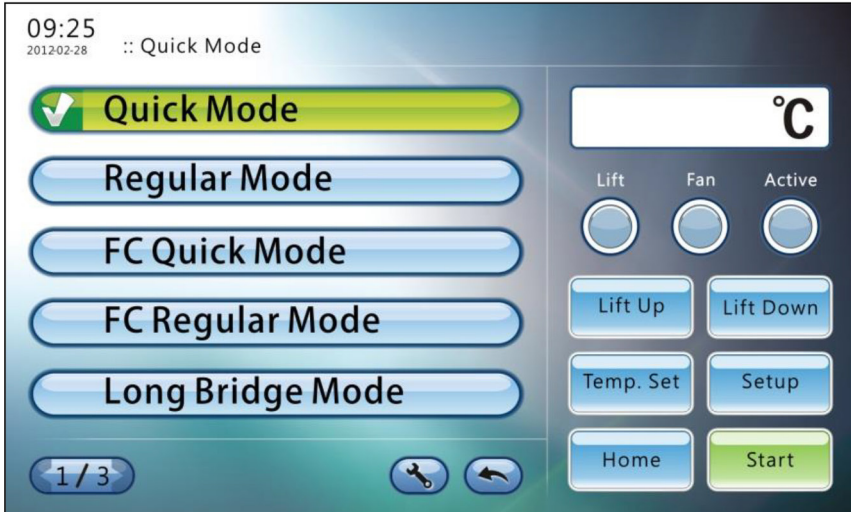 09:25
2012-02-28
:: Quick Mode
Quick Mode
Regular Mode
FC Quick Mode
FC Regular Mode
Long Bridge Mode
1 / 3
℃
Lift Fan Active
Lift Up Lift Down
Temp. Set Setup
Home Start